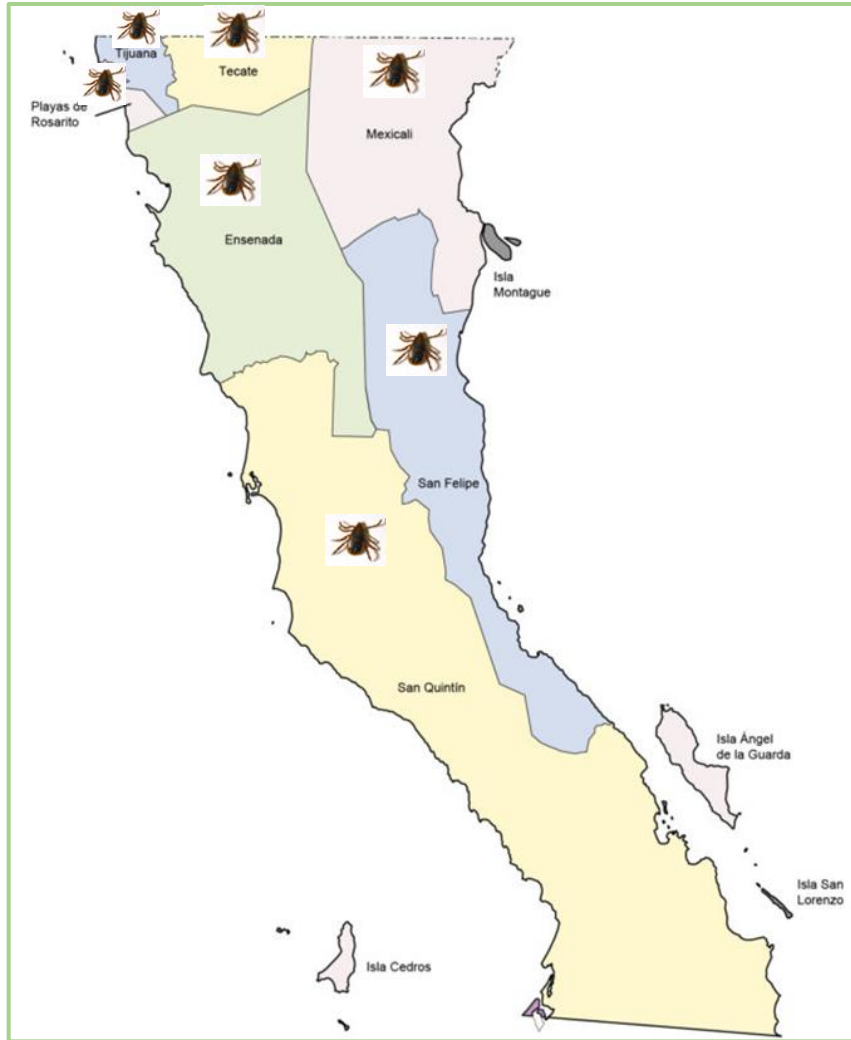 Tijuana
Tecate
Playas de
Rosarito
Mexicali
Ensenada
Isla
Montague
San Felipe
San Quintín
Isla Ángel
de la Guarda
Isla San
Lorenzo
Isla Cedros